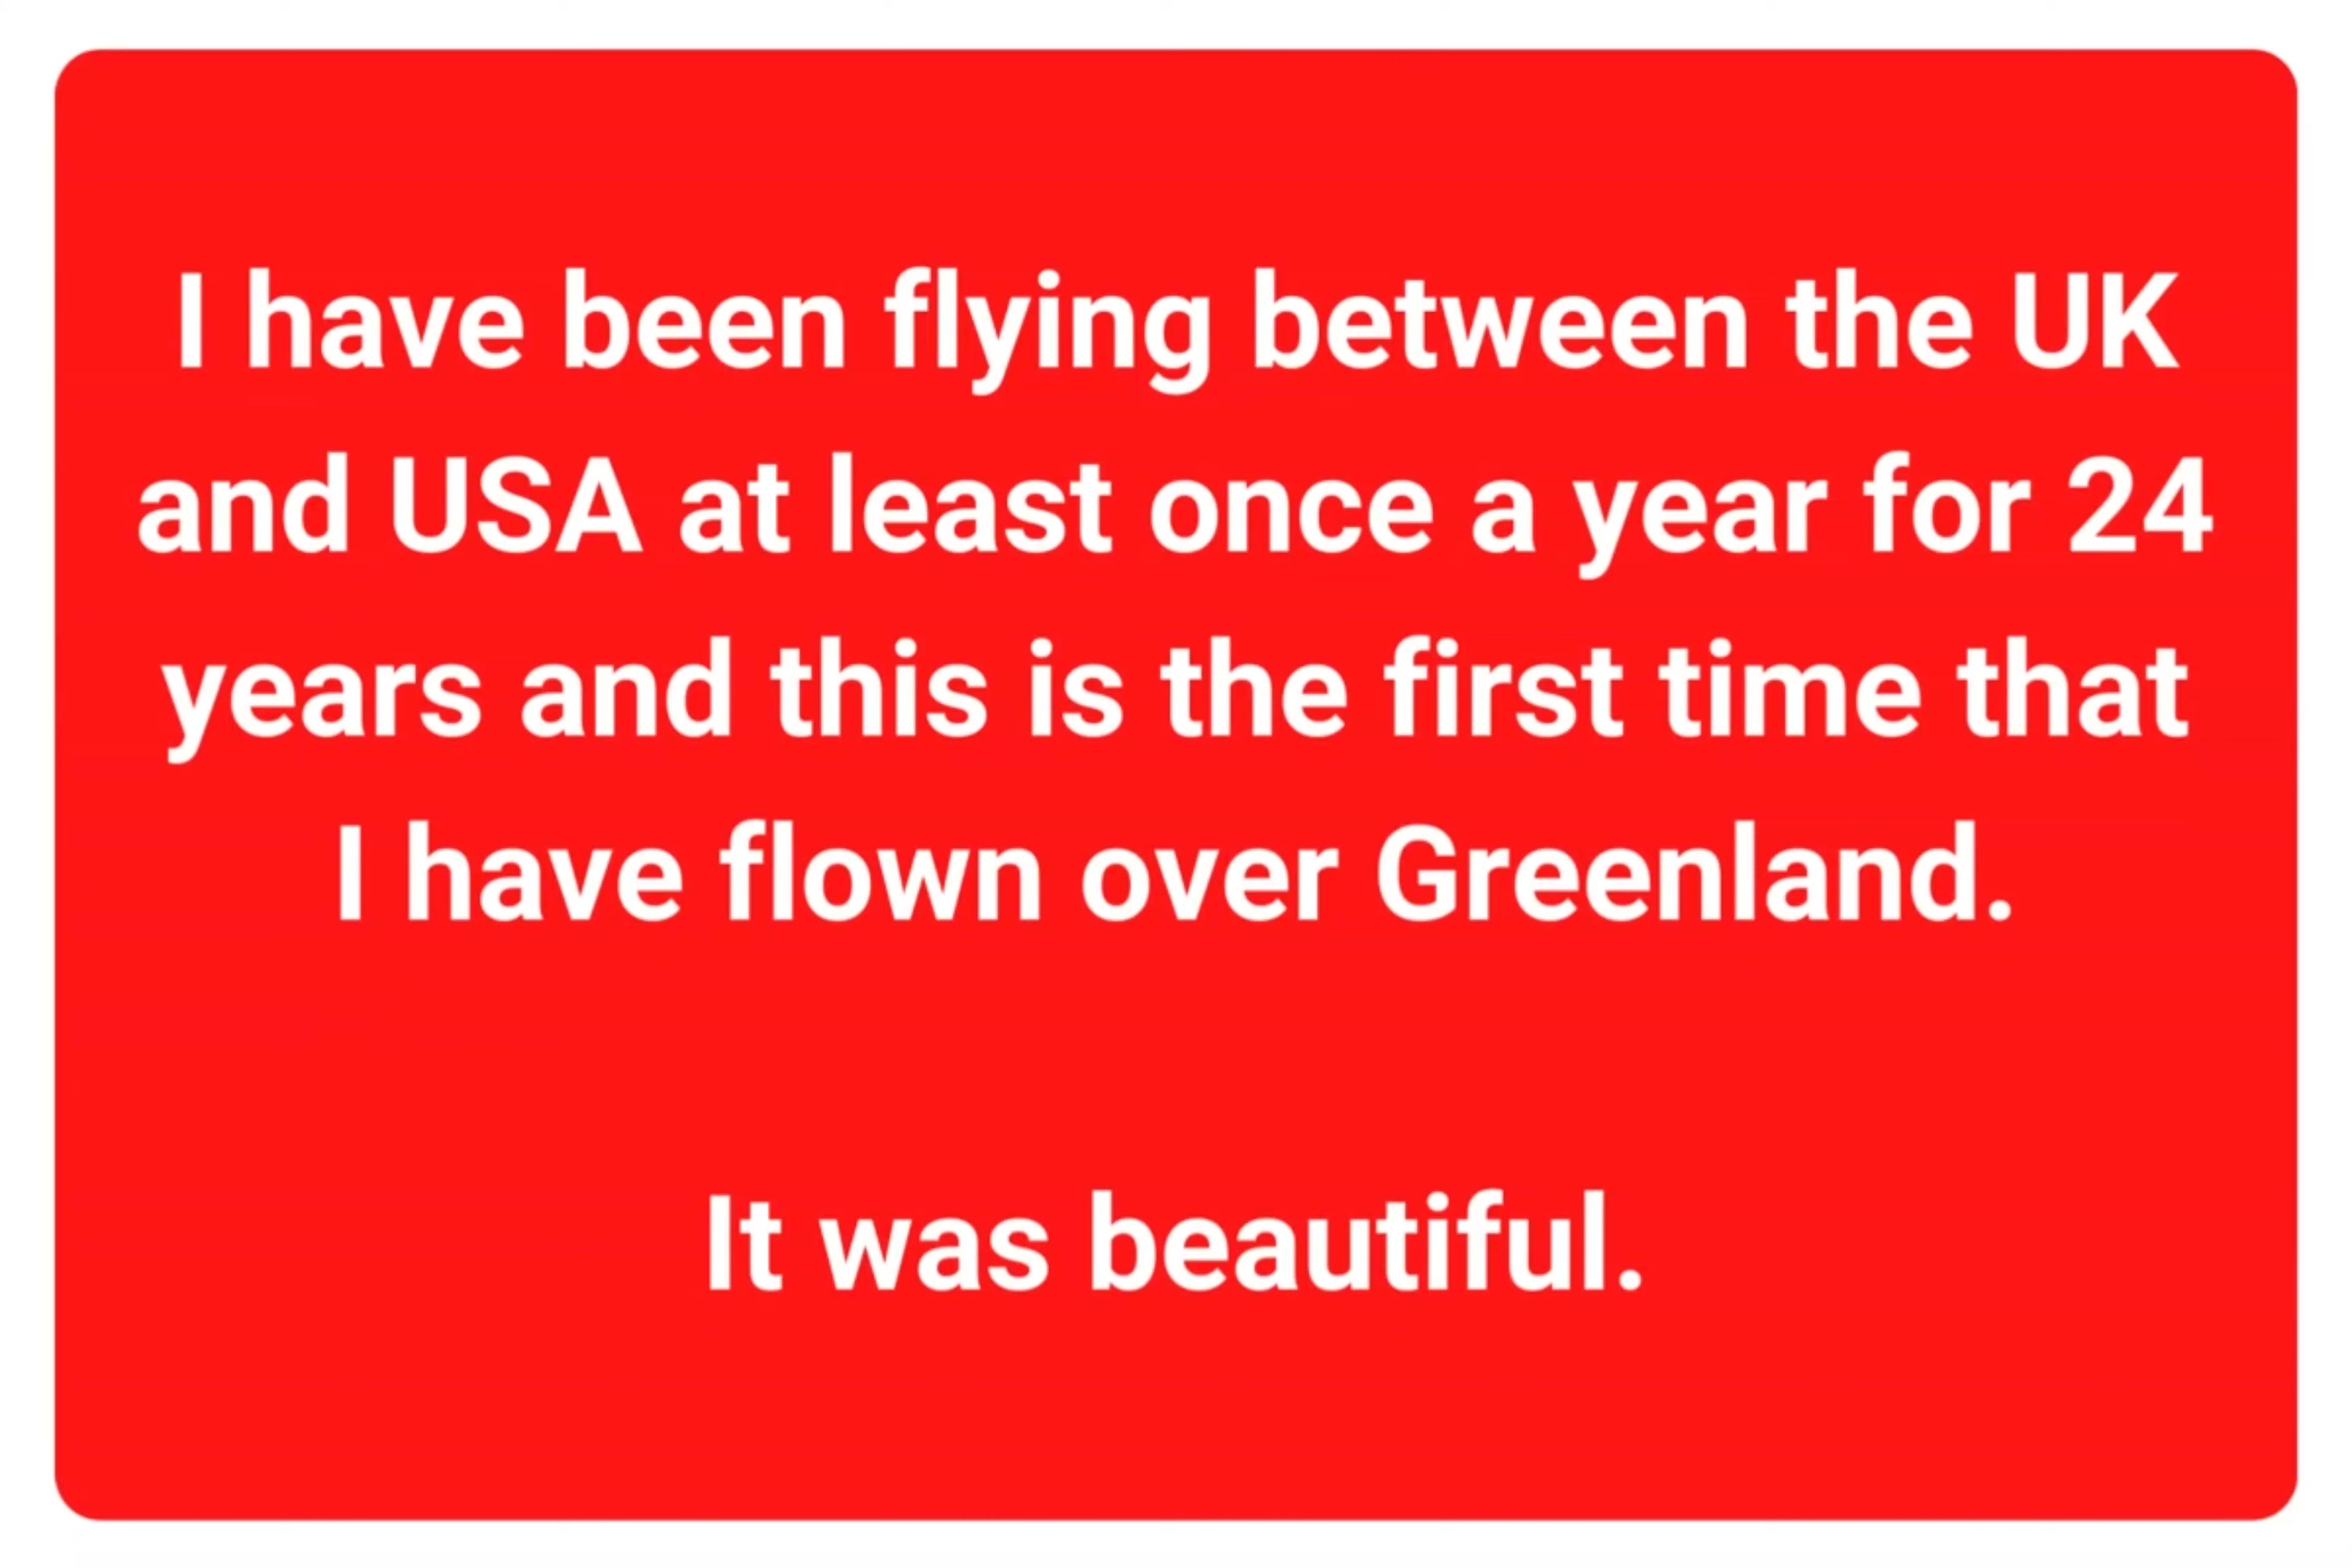 I have been flying between the UK
and USA at least once a year for 24
years and this is the first time that
I have flown over Greenland.
It was beautiful.